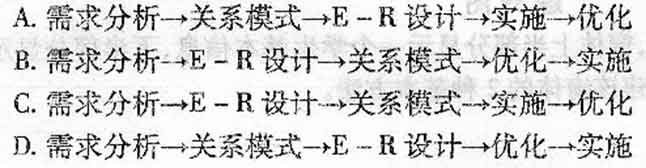 A. 需求分析→关系模式→E－R设计→实施→优化
B. 需求分析→E－R设计→关系模式→优化→实施
C. 需求分析→E－R设计→关系模式→实施→优化
D. 需求分析→关系模式→E－R设计→优化→实施